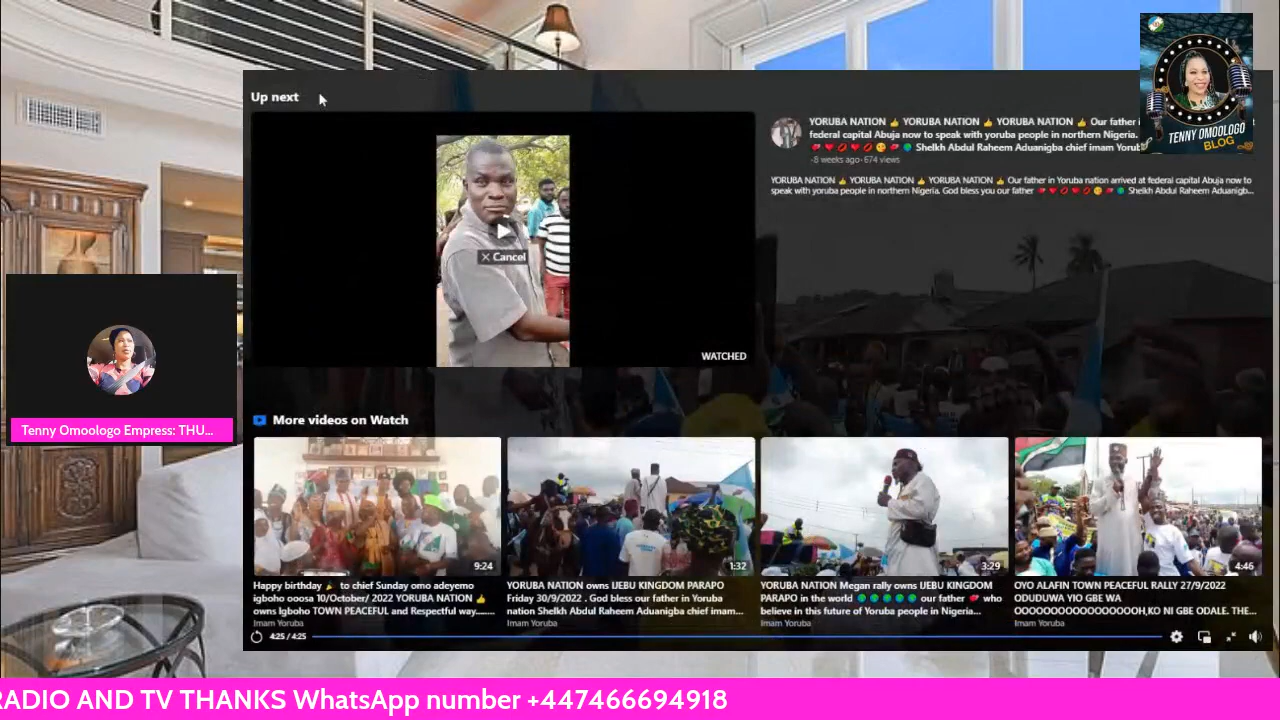 Up next
YORUBA NATION 👍 YORUBA NATION 👍 YORUBA NATION 👍 Our father
federal capital Abuja now to speak with yoruba people in northern Nigeria.
Sheikh Abdul Raheem Aduanigba chief imam Yorub
·8 weeks ago·674 views
YORUBA NATION 👍 YORUBA NATION 👍 YORUBA NATION 👍 Our father in Yoruba nation arrived at federal capital Abuja now to
speak with yoruba people in northern Nigeria. God bless you our father Sheikh Abdul Raheem Aduanigb...
TENNY OMOOLOGO
BLOG
Cancel
WATCHED
Tenny Omoologo Empress: THU...
More videos on Watch
9:24
Happy birthday to chief Sunday omo adeyemo
igboho ooosa 10/October/ 2022 YORUBA NATION 👍
owns Igboho TOWN PEACEFUL and Respectful way.......
Imam Yoruba
1:32
YORUBA NATION owns IJEBU KINGDOM PARAPO
Friday 30/9/2022 . God bless our father in Yoruba
nation Sheikh Abdul Raheem Aduanigba chief imam...
Imam Yoruba
3:29
YORUBA NATION Megan rally owns IJEBU KINGDOM
PARAPO in the world our father who
believe in this future of Yoruba people in Nigeria...
Imam Yoruba
4:46
OYO ALAFIN TOWN PEACEFUL RALLY 27/9/2022
ODUDUWA YIO GBE WA
OOOOOOOOOOOOOOOOOH,KO NI GBE ODALE. THE...
Imam Yoruba
4:25 / 4:25
RADIO AND TV THANKS WhatsApp number +447466694918